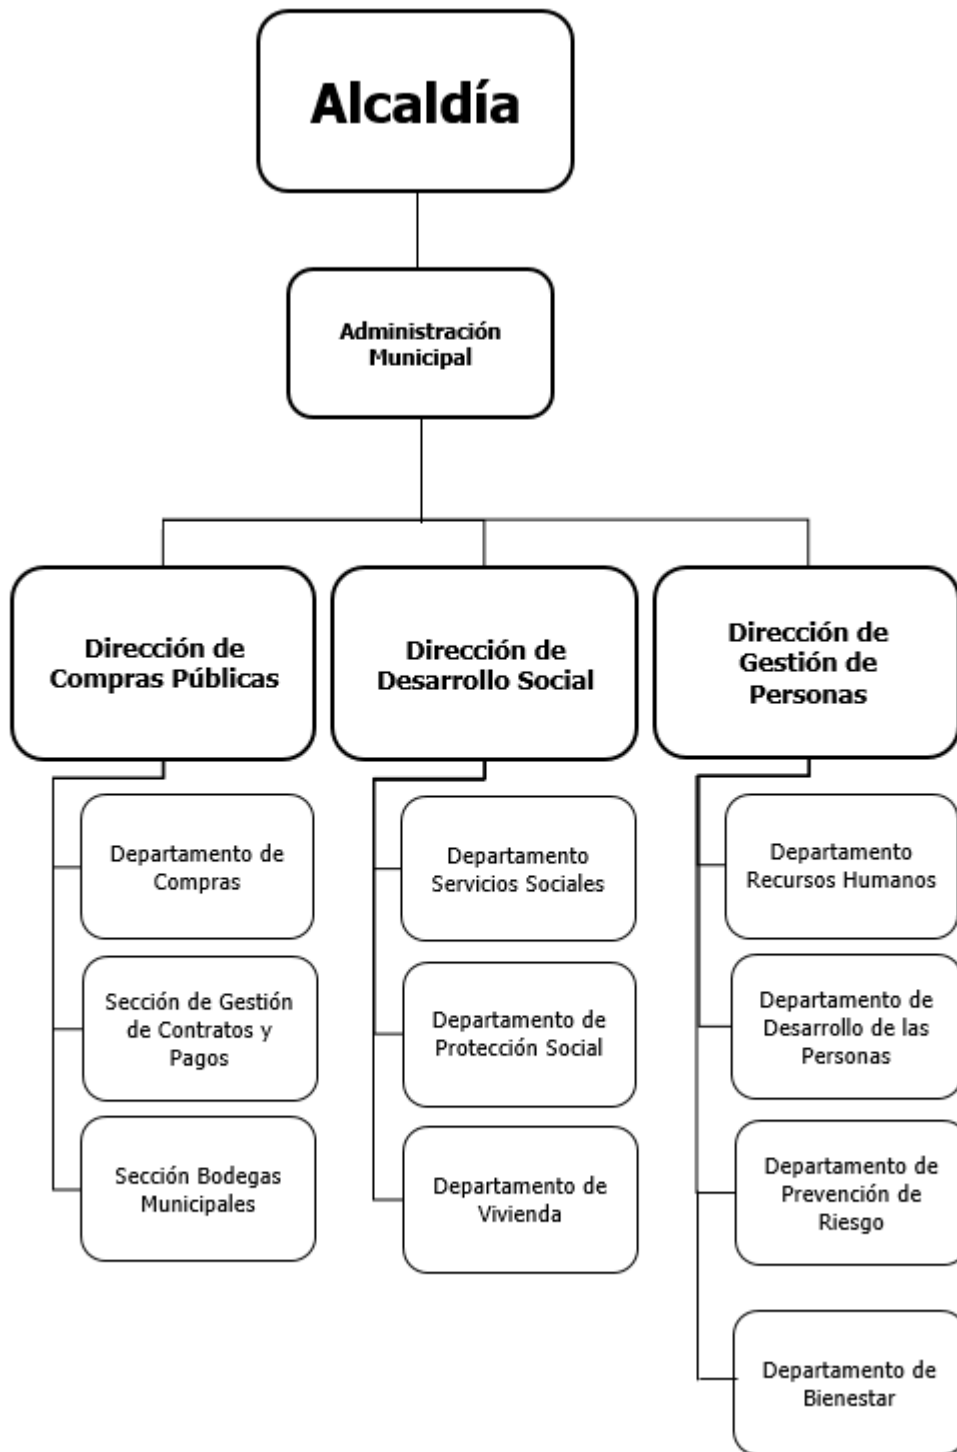 Alcaldía
Administración
Municipal
Dirección de
Compras Públicas
Dirección de
Desarrollo Social
Dirección de
Gestión de
Personas
Departamento de
Compras
Sección de Gestión
de Contratos y
Pagos
Sección Bodegas
Municipales
Departamento
Servicios Sociales
Departamento de
Protección Social
Departamento de
Vivienda
Departamento
Recursos Humanos
Departamento de
Desarrollo de las
Personas
Departamento de
Prevención de
Riesgo
Departamento de
Bienestar